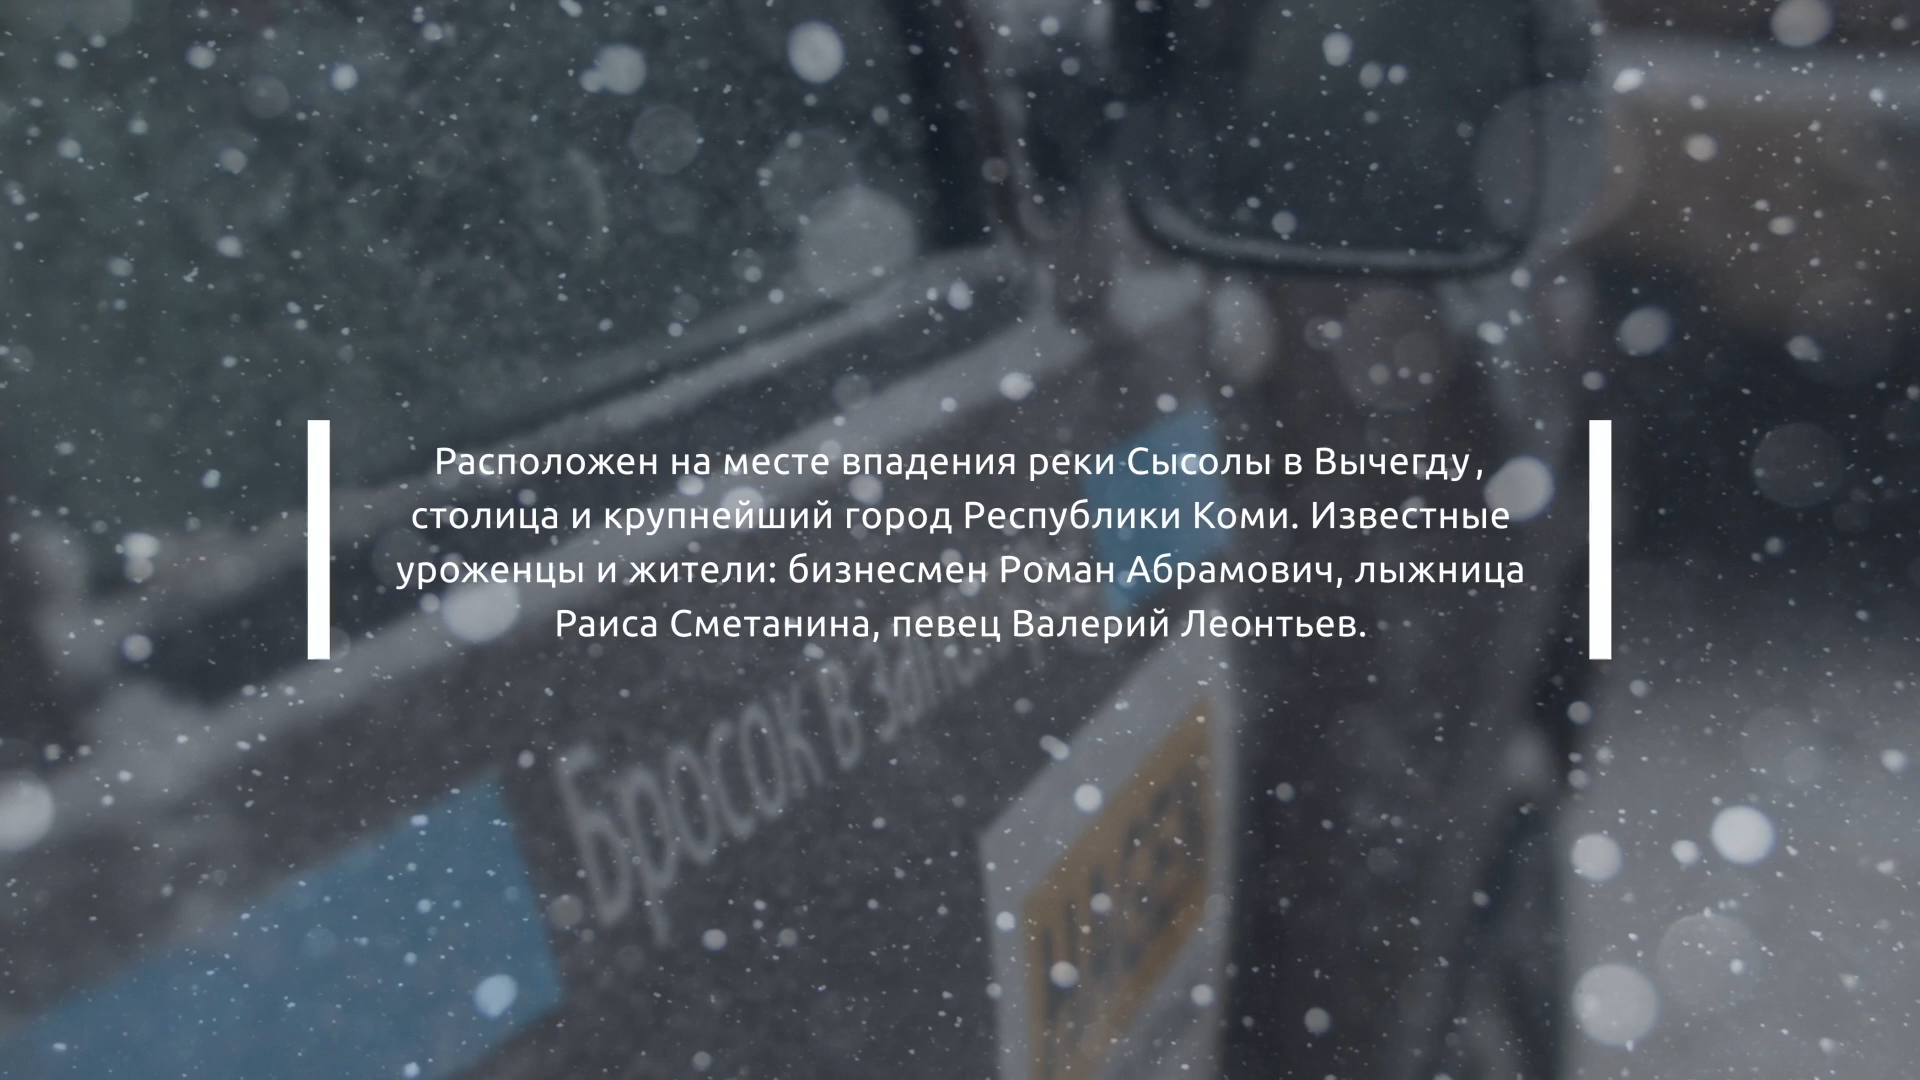 Расположен на месте впадения реки Сысолы в Вычегду,
столица и крупнейший город Республики Коми. Известные
уроженцы и жители: бизнесмен Роман Абрамович, лыжница
Раиса Сметанина, певец Валерий Леонтьев.
Бросок в